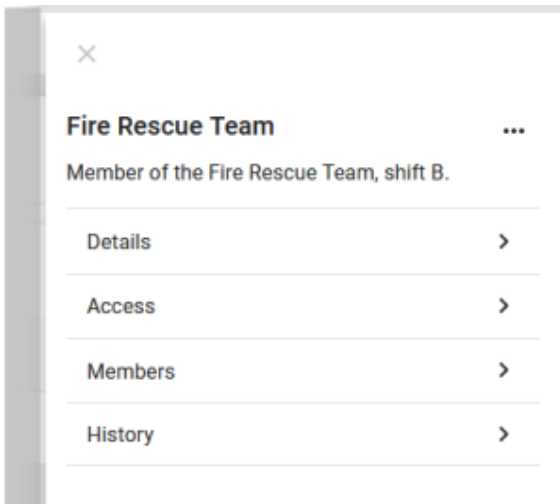 Fire Rescue Team
Member of the Fire Rescue Team, shift B.
Details
Access
Members
History